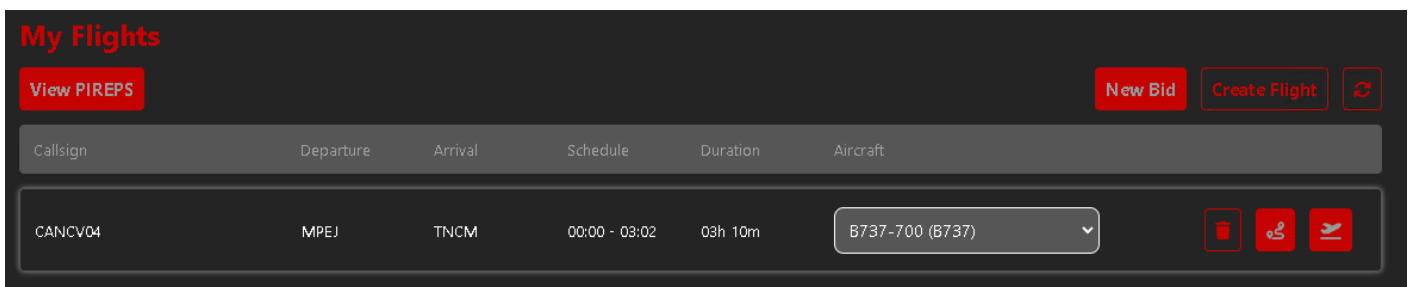 My Flights
View PIREPS New Bid Create Flight
Callsign Departure Arrival Schedule Duration Aircraft
CANCV04 MPEJ TNCM 00:00 - 03:02 03h 10m B737-700 (B737)